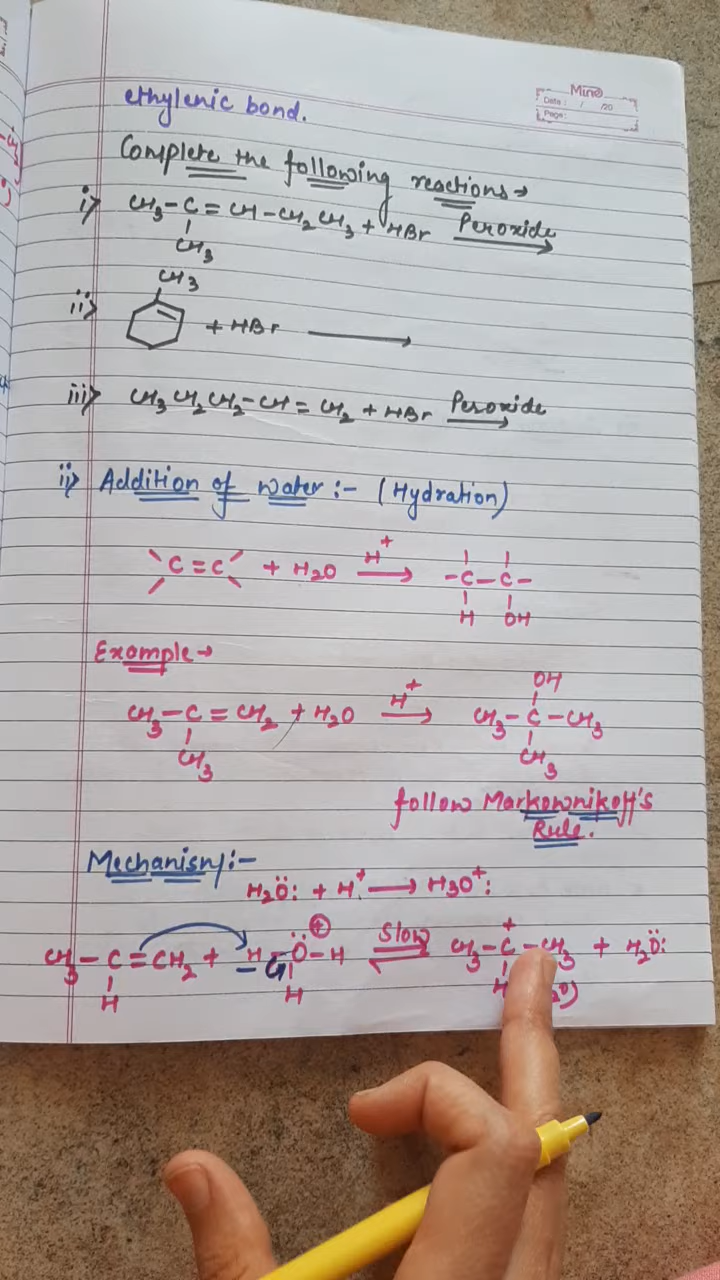 ethylenic bond.
Mino
Date : / /20
Page:
Complete the following reactions→
i) CH₃-C=CH-CH₂CH₃+HBr Peroxide
CH₃
CH₃
ii) +HBr
iii) CH₃CH₂CH₂-CH=CH₂+HBr Peroxide
ii) Addition of water:- (Hydration)
C=C + H₂O H⁺ -C-C-
H OH
Example→
OH
CH₃-C=CH₂+H₂O H⁺ CH₃-C-CH₃
CH₃ CH₃
follow Markownikoff's
Rule.
Mechanism:-
H₂Ö: + H⁺ → H3O⁺:
CH₃-C=CH₂ + H-Ö-H ⊕ Slow CH₃-C⁺-CH₃ + H₂Ö:
H H H